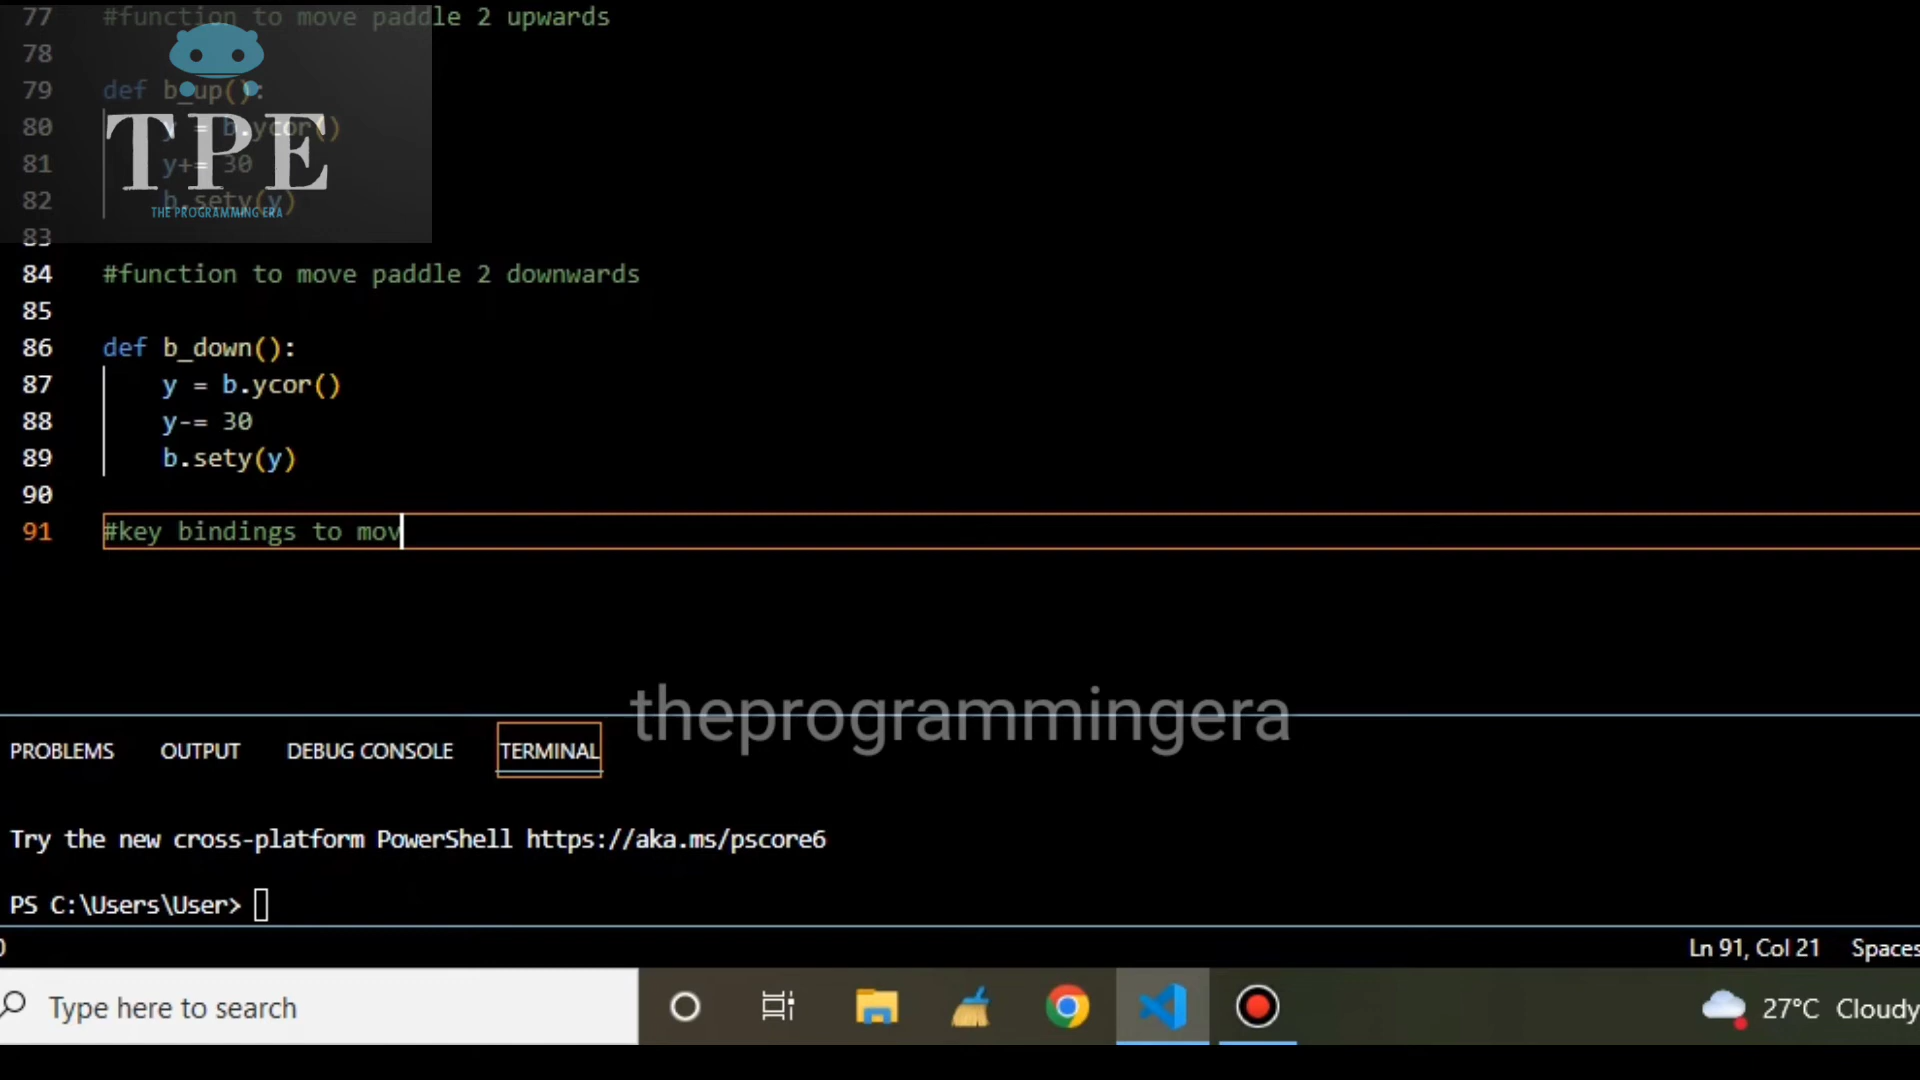 77 #function to move paddle 2 upwards
78
79 def b_up():
80 y = b.ycor()
81 y+= 30
82 b.sety(y)
83
TPE
THE PROGRAMMING ERA
84 #function to move paddle 2 downwards
85
86 def b_down():
87 y = b.ycor()
88 y-= 30
89 b.sety(y)
90
91 #key bindings to mov
theprogrammingera
PROBLEMS OUTPUT DEBUG CONSOLE TERMINAL
Try the new cross-platform PowerShell https://aka.ms/pscore6
PS C:\Users\User>
Ln 91, Col 21 Spaces
Type here to search 27°C Cloudy